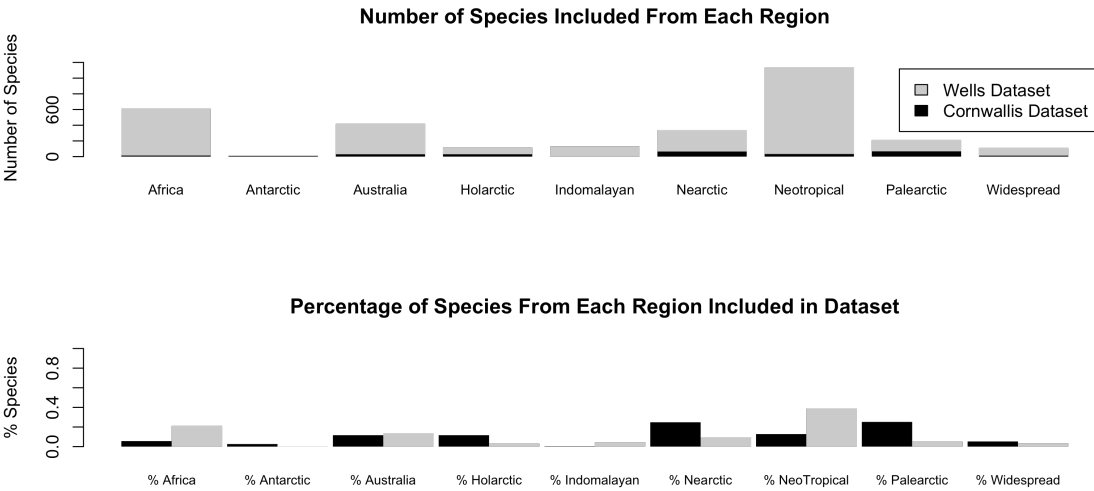 Number of Species Included From Each Region
Number of Species
600
0
Wells Dataset
Cornwallis Dataset
Africa Antarctic Australia Holarctic Indomalayan Nearctic Neotropical Palearctic Widespread
Percentage of Species From Each Region Included in Dataset
% Species
0.8
0.4
0.0
% Africa % Antarctic % Australia % Holarctic % Indomalayan % Nearctic % NeoTropical % Palearctic % Widespread